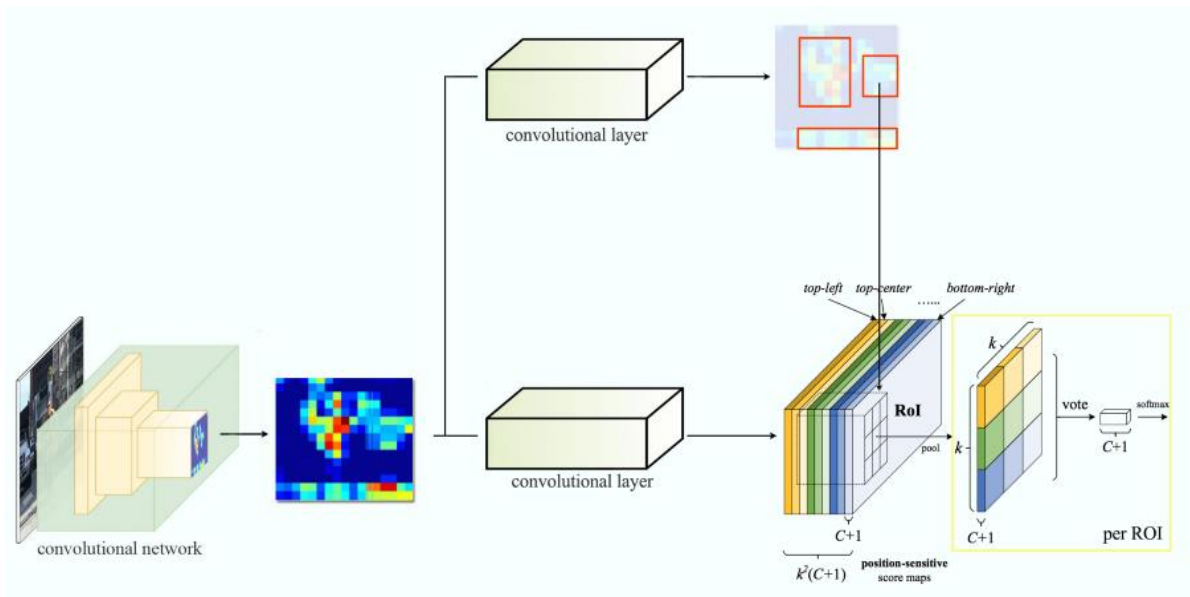 convolutional layer
top-left top-center ...... bottom-right
k
RoI
vote
softmax
k
pool
C+1
convolutional layer
convolutional network
C+1
C+1
per ROI
k²(C+1)
position-sensitive
score maps